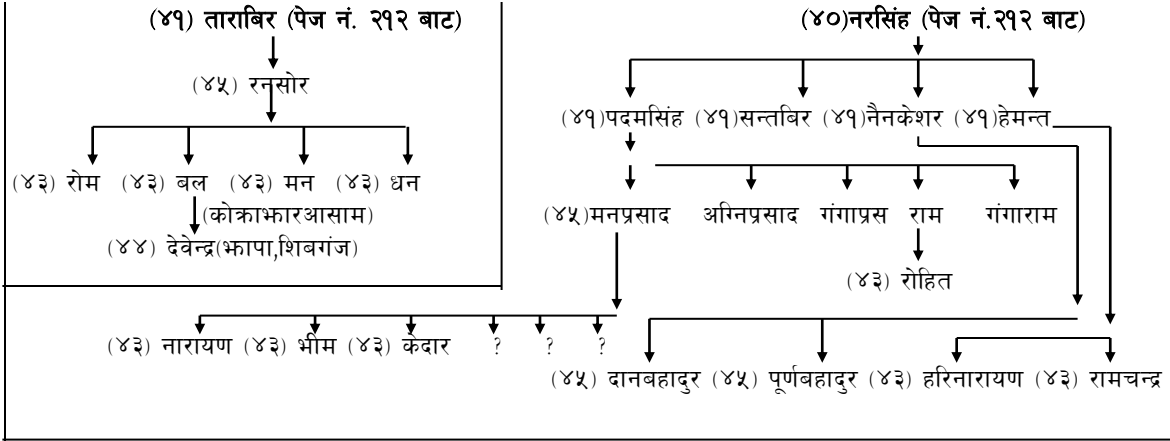 (४१) ताराबिर (पेज नं. २१२ बाट)
(४५) रनसोर
(४३) रोम (४३) बल (४३) मन (४३) धन
(कोक्राझारआसाम)
(४४) देवेन्द्र(झापा,शिबगंज)
(४०)नरसिंह (पेज नं.२१२ बाट)
(४१)पदमसिंह (४१)सन्तबिर (४१)नैनकेशर (४१)हेमन्त
(४५)मनप्रसाद अग्निप्रसाद गंगाप्रस राम गंगाराम
(४३) रोहित
(४३) नारायण (४३) भीम (४३) केदार ? ? ?
(४५) दानबहादुर (४५) पूर्णबहादुर (४३) हरिनारायण (४३) रामचन्द्र